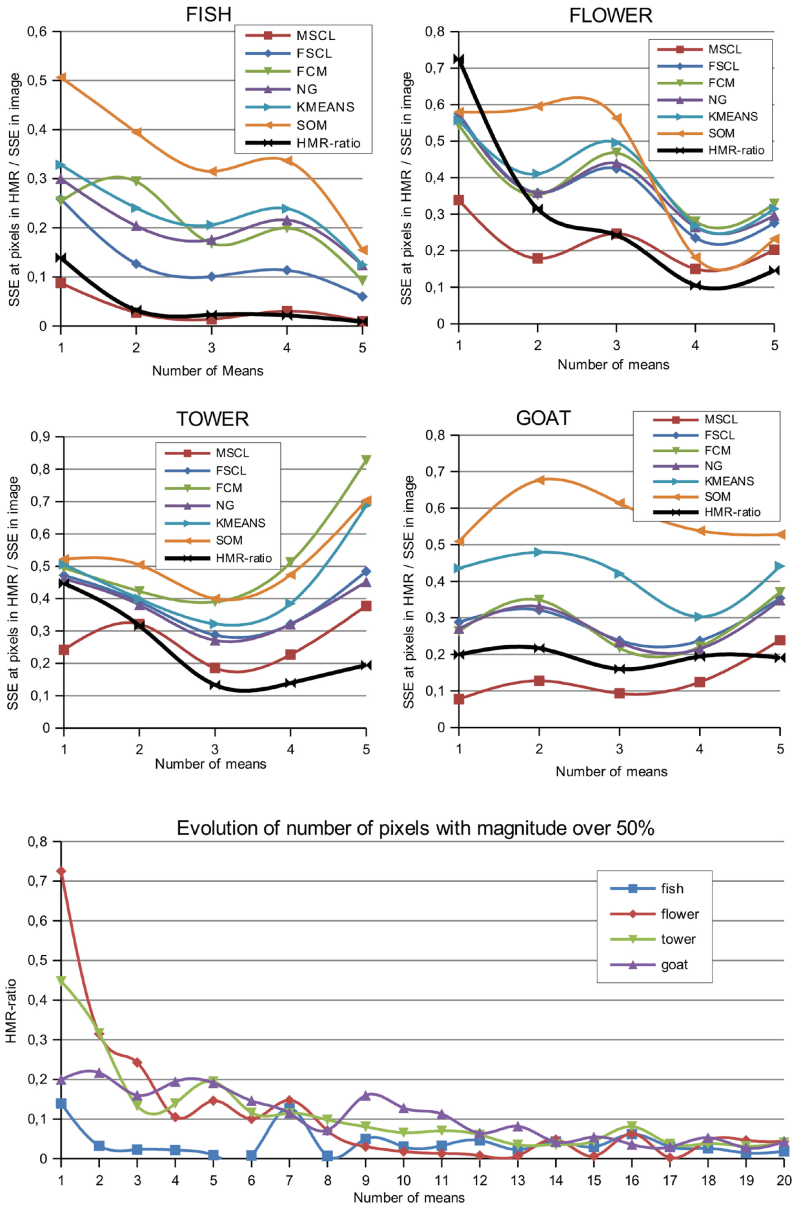 FISH
SSE at pixels in HMR / SSE in image
0,6
0,5
0,4
0,3
0,2
0,1
0
1 2 3 4 5
Number of Means
MSCL
FSCL
FCM
NG
KMEANS
SOM
HMR-ratio
FLOWER
SSE at pixels in HMR / SSE in image
0,8
0,7
0,6
0,5
0,4
0,3
0,2
0,1
0
1 2 3 4 5
Number of means
MSCL
FSCL
FCM
NG
KMEANS
SOM
HMR-ratio
TOWER
SSE at pixels in HMR / SSE in image
0,9
0,8
0,7
0,6
0,5
0,4
0,3
0,2
0,1
0
1 2 3 4 5
Number of means
MSCL
FSCL
FCM
NG
KMEANS
SOM
HMR-ratio
GOAT
SSE at pixels in HMR / SSE in image
0,8
0,7
0,6
0,5
0,4
0,3
0,2
0,1
0
1 2 3 4 5
Number of means
MSCL
FSCL
FCM
NG
KMEANS
SOM
HMR-ratio
Evolution of number of pixels with magnitude over 50%
HMR-ratio
0,8
0,7
0,6
0,5
0,4
0,3
0,2
0,1
0
1 2 3 4 5 6 7 8 9 10 11 12 13 14 15 16 17 18 19 20
Number of means
fish
flower
tower
goat